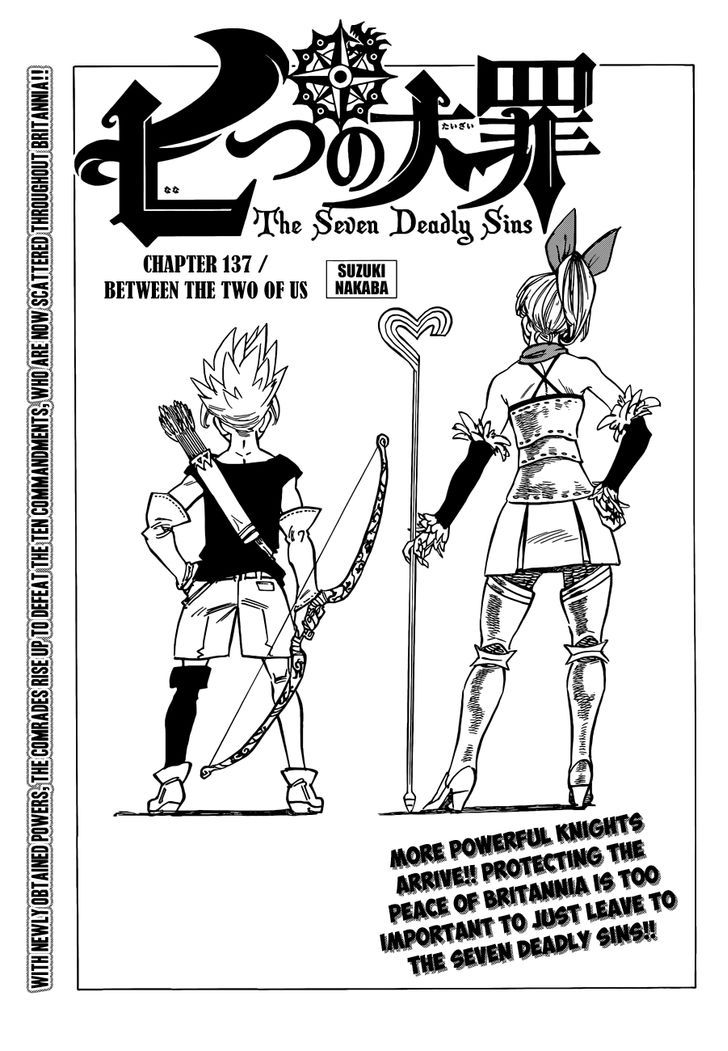 七つの大罪
なな
たいざい
The Seven Deadly Sins
CHAPTER 137 /
BETWEEN THE TWO OF US
SUZUKI
NAKABA
WITH NEWLY OBTAINED POWERS, THE COMRADES RISE UP TO DEFEAT THE TEN COMMANDMENTS, WHO ARE NOW SCATTERED THROUGHOUT BRITANNIA!!
MORE POWERFUL KNIGHTS
ARRIVE!! PROTECTING THE
PEACE OF BRITANNIA IS TOO
IMPORTANT TO JUST LEAVE TO
THE SEVEN DEADLY SINS!!